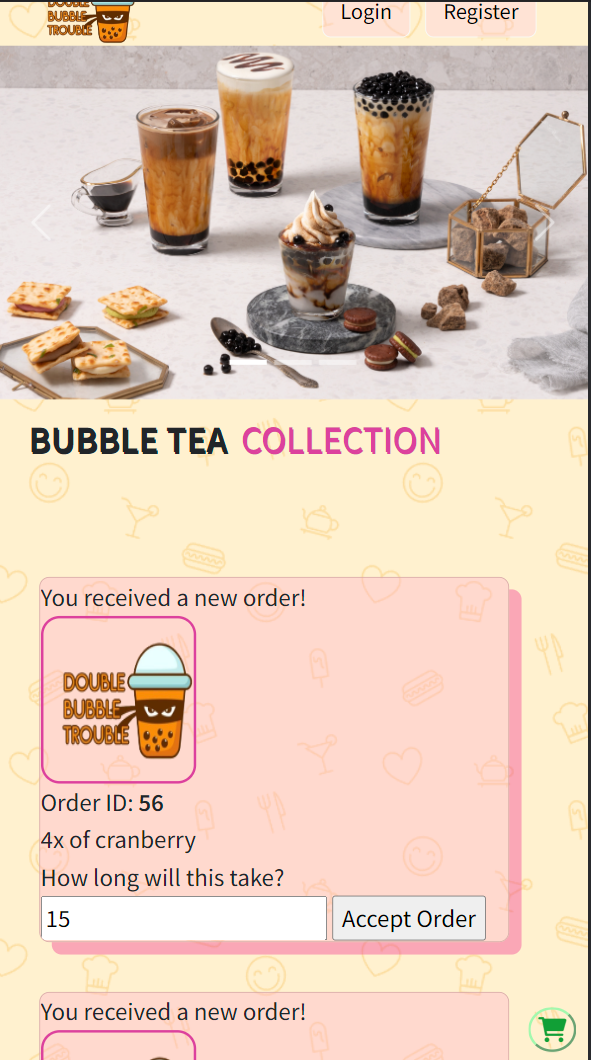 DOUBLE
BUBBLE
TROUBLE
Login
Register
BUBBLE TEA COLLECTION
You received a new order!
DOUBLE
BUBBLE
TROUBLE
Order ID: 56
4x of cranberry
How long will this take?
15
Accept Order
You received a new order!